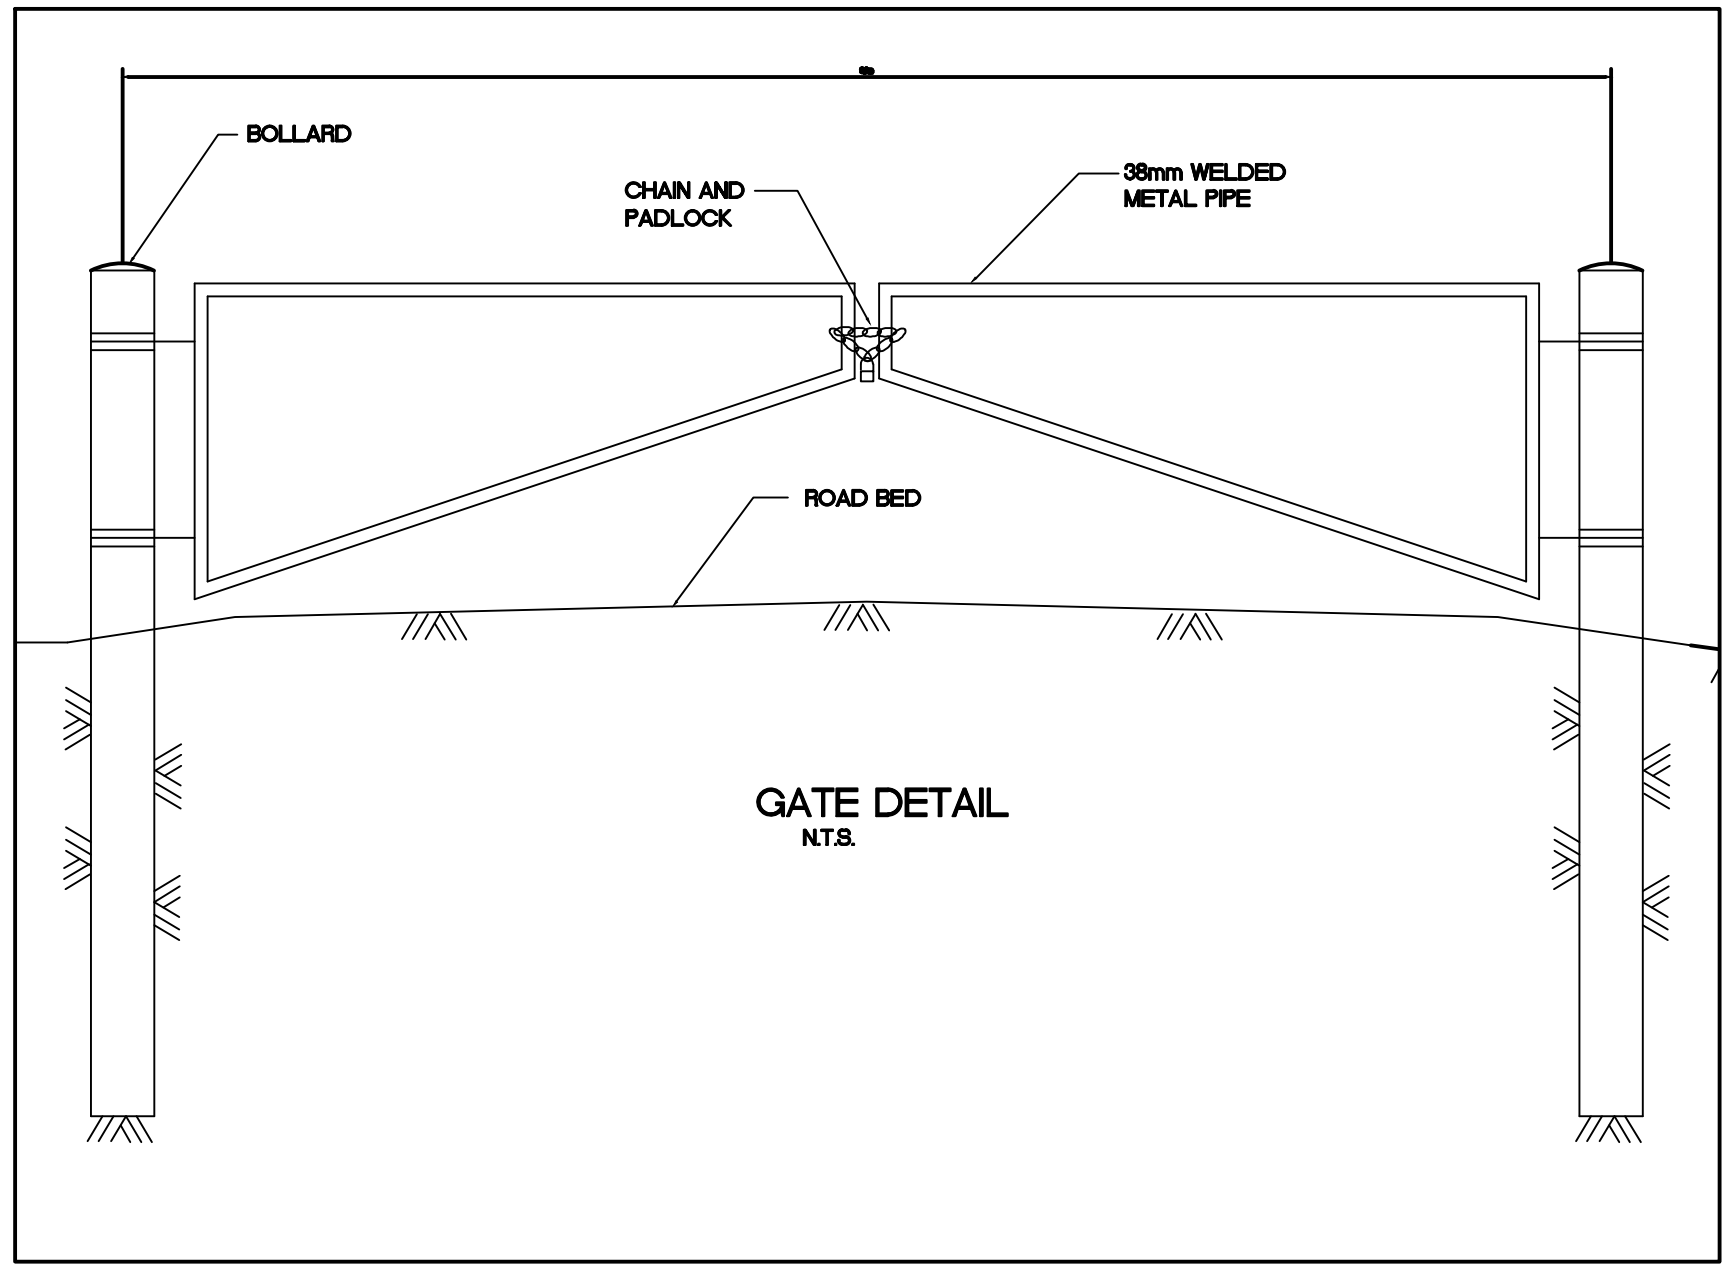 BOLLARD
38mm WELDED
METAL PIPE
CHAIN AND
PADLOCK
ROAD BED
GATE DETAIL
N.T.S.